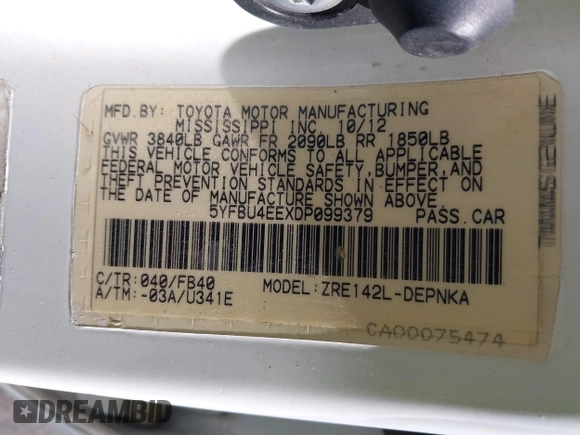 MFD.BY: TOYOTA MOTOR MANUFACTURING
MISSISSIPPI INC. 10/12
GVWR 3840LB GAWR FR 2090LB RR 1850LB
THIS VEHICLE CONFORMS TO ALL APPLICABLE
FEDERAL MOTOR VEHICLE SAFETY,BUMPER,AND
THEFT PREVENTION STANDARDS IN EFFECT ON
THE DATE OF MANUFACTURE SHOWN ABOVE.
5YFBU4EEXDP099379 PASS.CAR
C/TR:040/FB40 MODEL:ZRE142L-DEPNKA
A/TM:-03A/U341E
CA00075474
DREAMBID